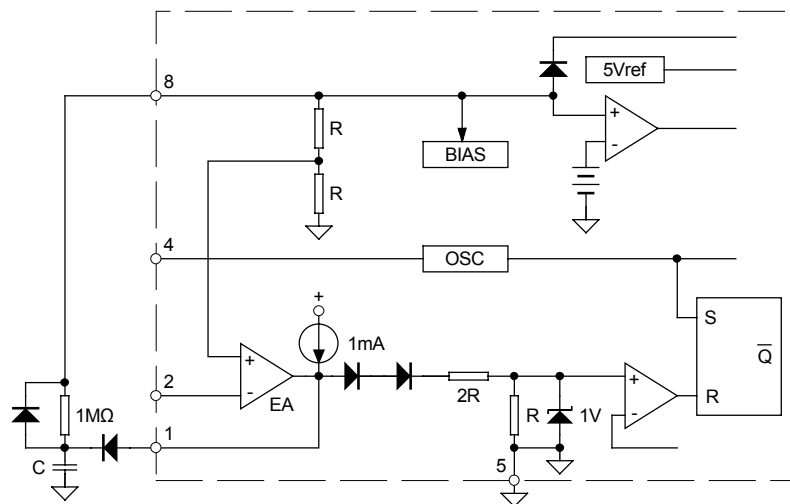 5Vref
8
R
+
-
BIAS
R
4
OSC
+
S
1mA
Q̅
+
-
2
EA
2R
R
1V
+
-
R
1MΩ
1
C
5